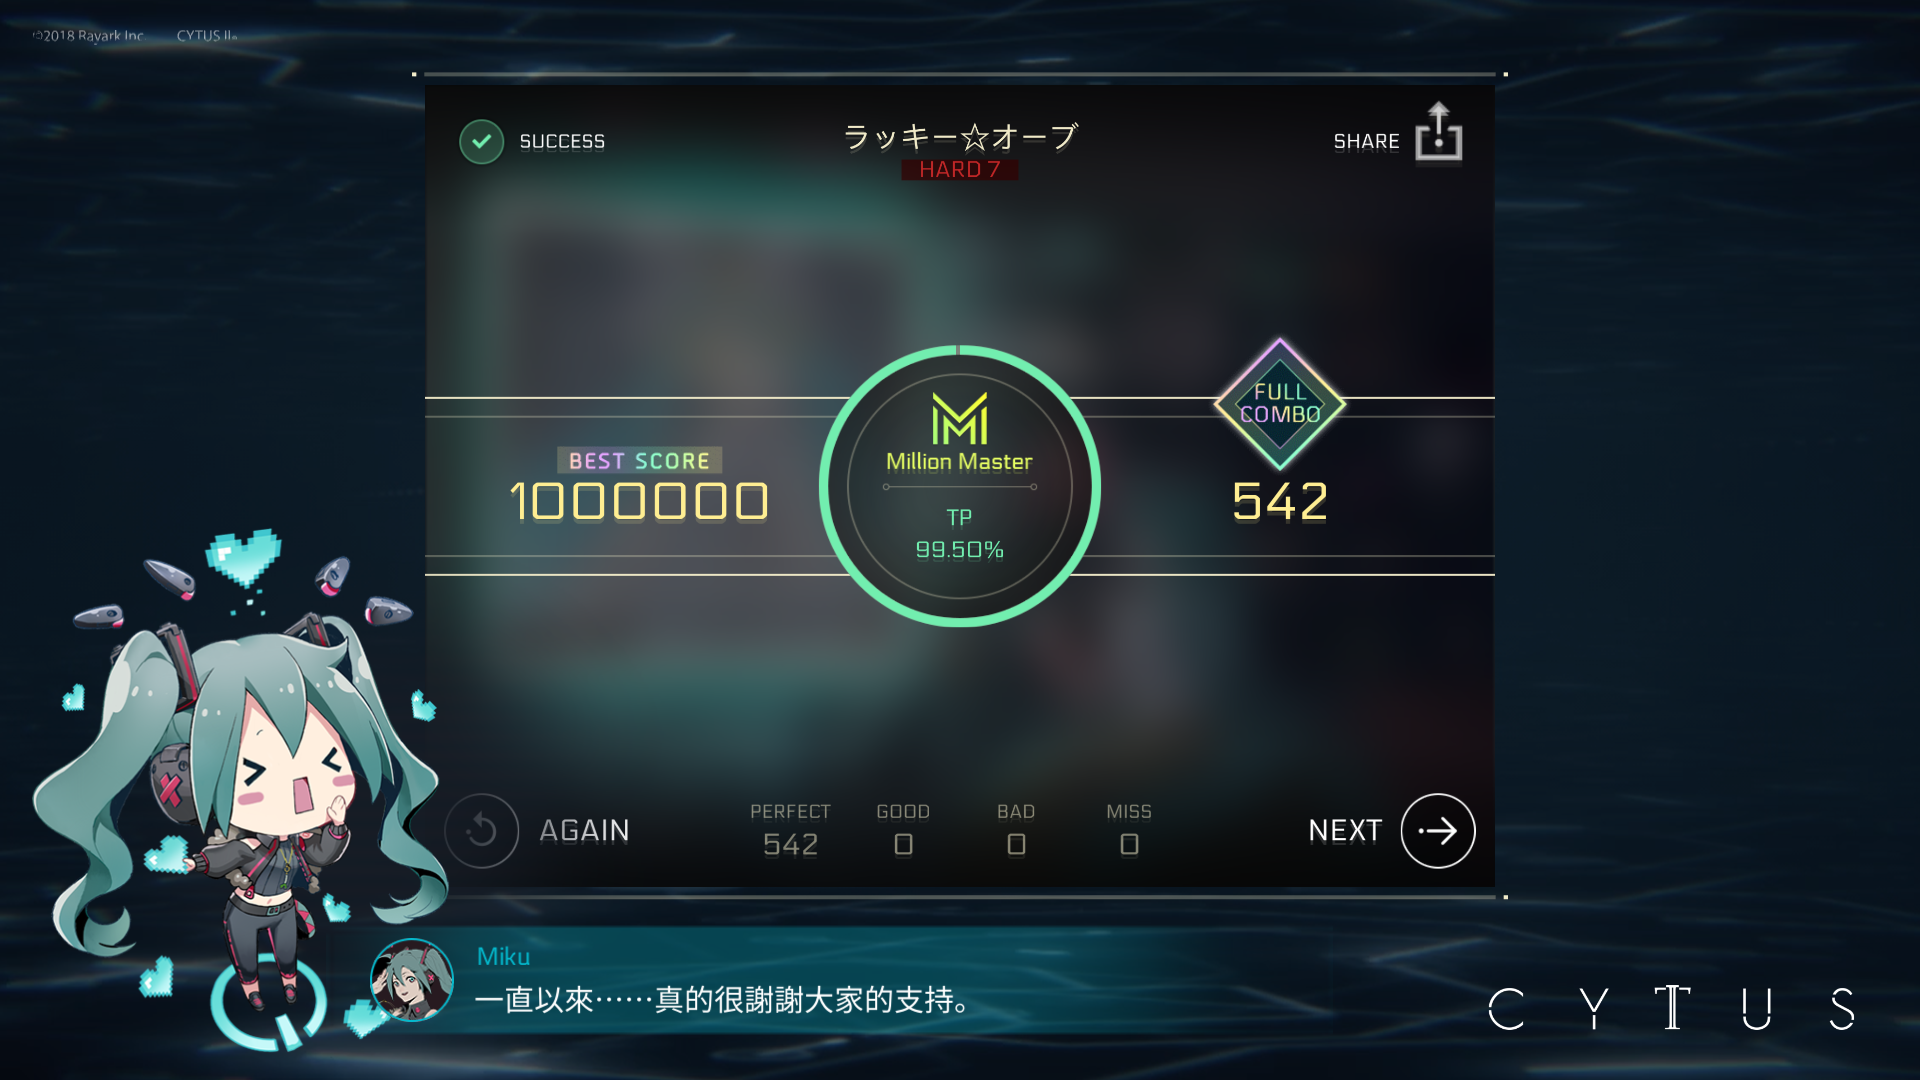 ©2018 Rayark Inc. CYTUS II
SUCCESS
ラッキー☆オーブ
HARD 7
SHARE
BEST SCORE
1000000
Million Master
TP
99.50%
FULL
COMBO
542
AGAIN
PERFECT GOOD BAD MISS
542 0 0 0
NEXT
Miku
一直以來⋯⋯真的很謝謝大家的支持。
CYTUS